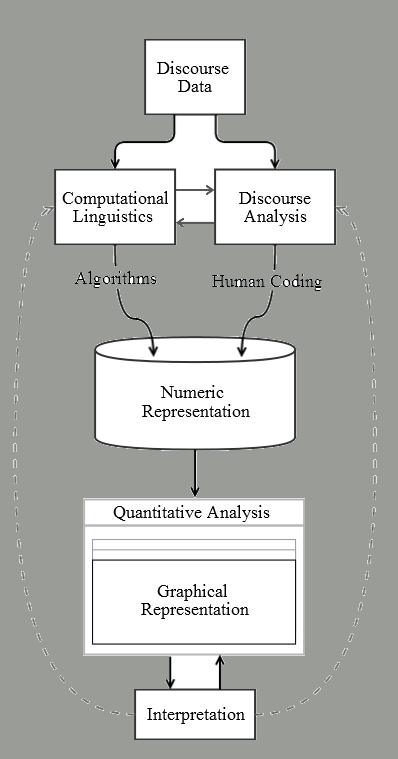 Discourse
Data
Computational
Linguistics
Discourse
Analysis
Algorithms
Human Coding
Numeric
Representation
Quantitative Analysis
Graphical
Representation
Interpretation